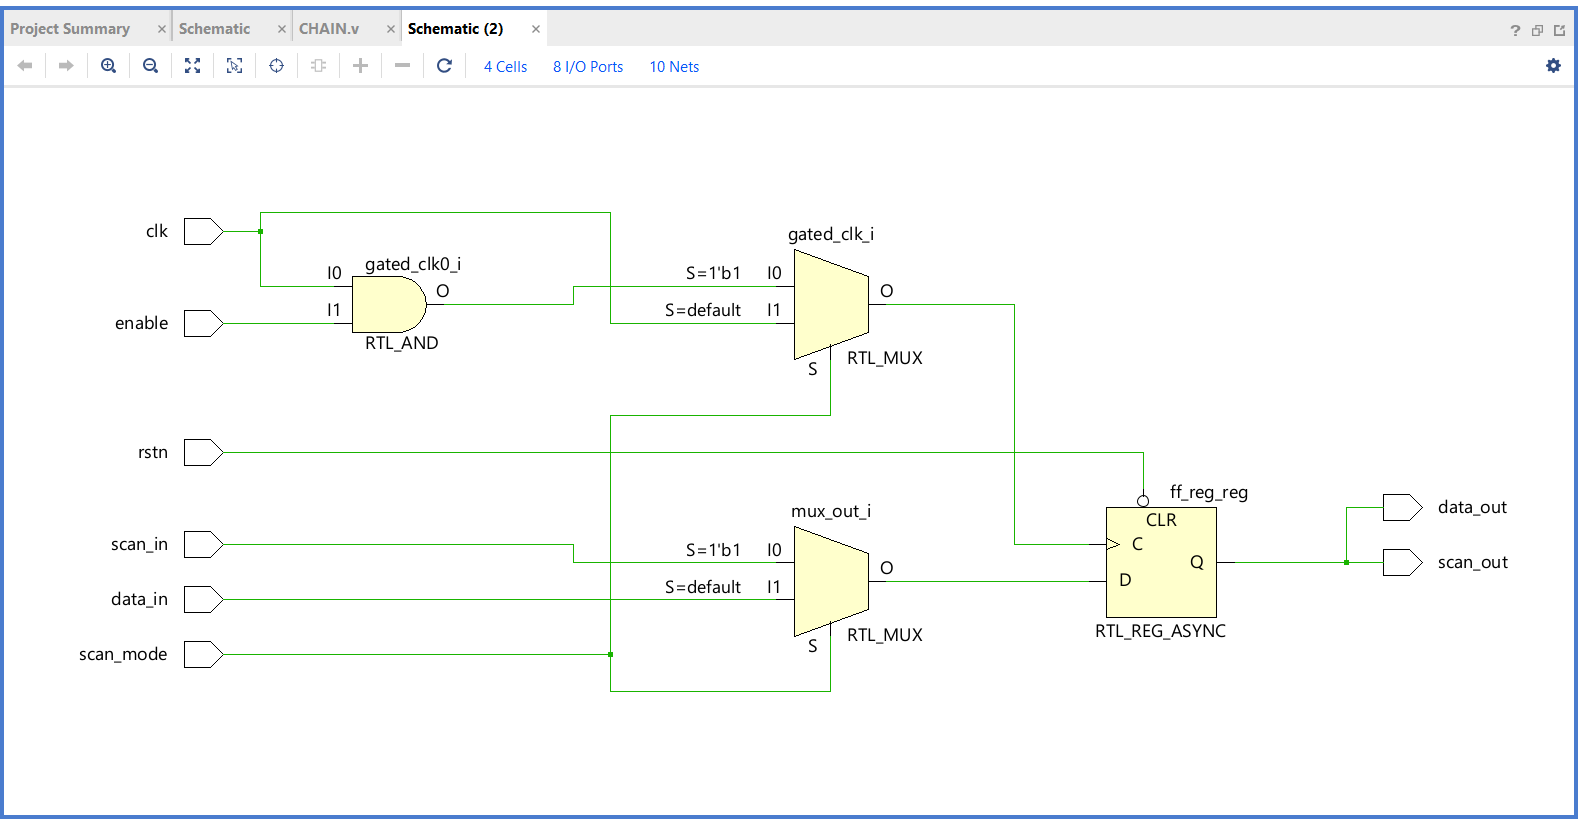 Project Summary × Schematic × CHAIN.v × Schematic (2) × ?
4 Cells 8 I/O Ports 10 Nets
clk
gated_clk0_i
I0
O
enable
I1
RTL_AND
gated_clk_i
S=1'b1 I0
O
S=default I1
S
RTL_MUX
rstn
scan_in
data_in
scan_mode
mux_out_i
S=1'b1 I0
O
S=default I1
S
RTL_MUX
ff_reg_reg
CLR
C
Q
D
RTL_REG_ASYNC
data_out
scan_out